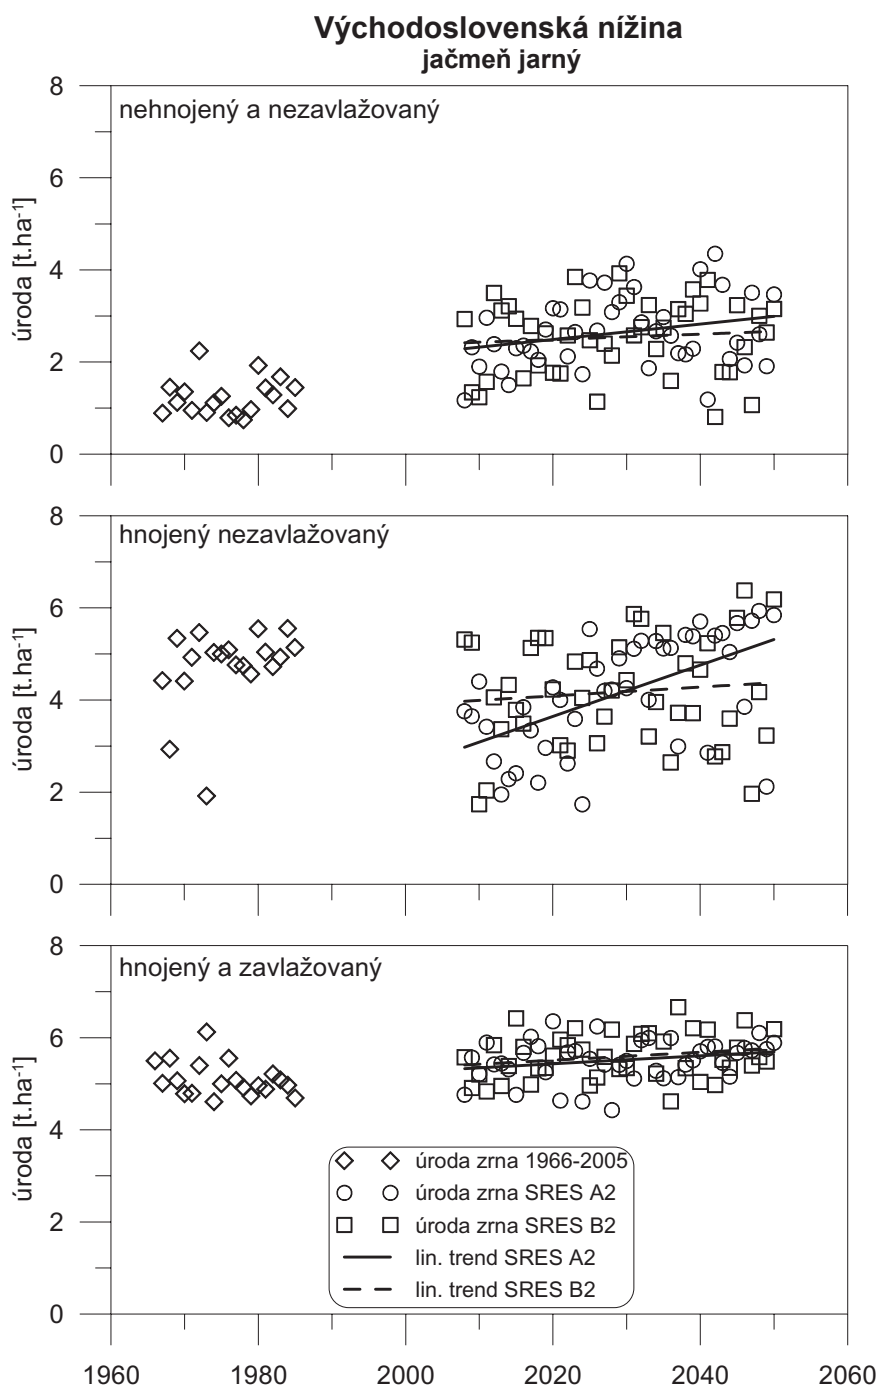 Východoslovenská nížina
jačmeň jarný
8
nehnojený a nezavlažovaný
6
úroda [t.ha⁻¹]
4
2
0
8
hnojený nezavlažovaný
6
úroda [t.ha⁻¹]
4
2
0
8
hnojený a zavlažovaný
6
úroda [t.ha⁻¹]
4
úroda zrna 1966-2005
úroda zrna SRES A2
2
úroda zrna SRES B2
lin. trend SRES A2
lin. trend SRES B2
0
1960 1980 2000 2020 2040 2060